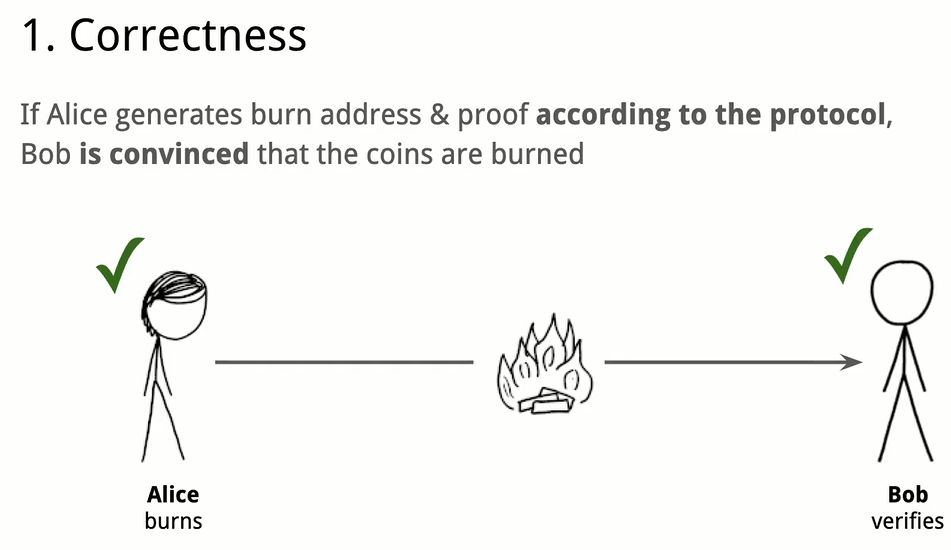 1. Correctness
If Alice generates burn address & proof according to the protocol,
Bob is convinced that the coins are burned
Alice
burns
Bob
verifies